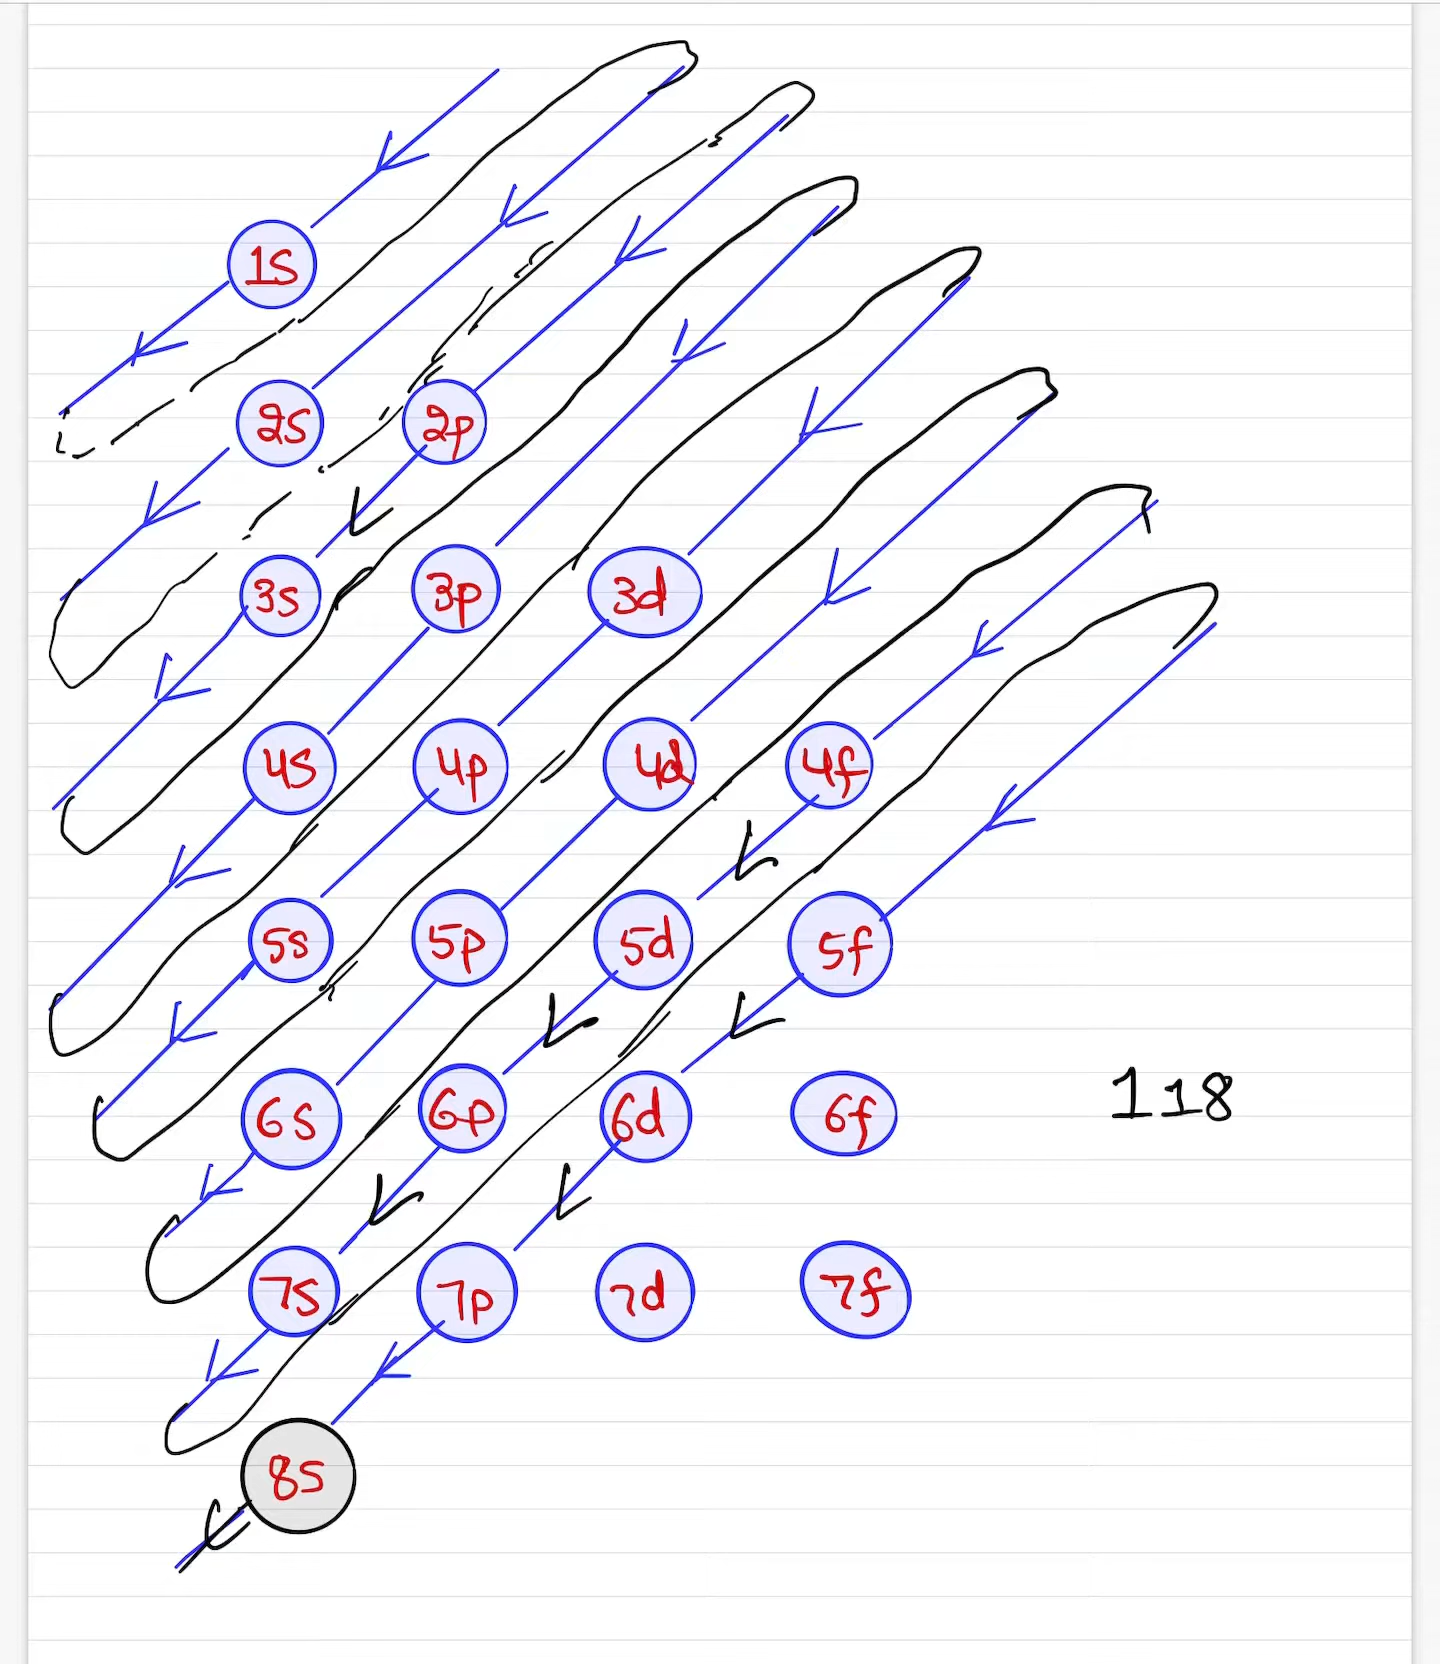 1s
2s 2p
3s 3p 3d
4s 4p 4d 4f
5s 5p 5d 5f
6s 6p 6d 6f
118
7s 7p 7d 7f
8s